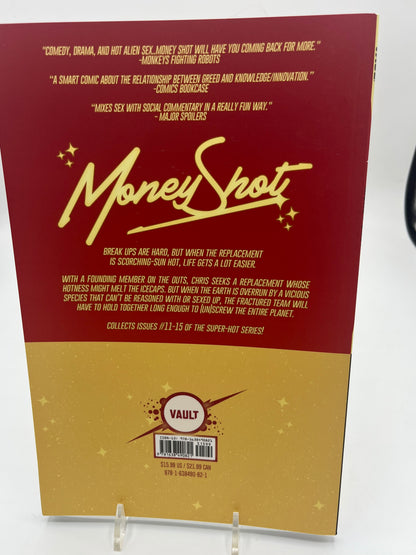 "COMEDY, DRAMA, AND HOT ALIEN SEX...MONEY SHOT WILL HAVE YOU COMING BACK FOR MORE."
-MONKEYS FIGHTING ROBOTS
"A SMART COMIC ABOUT THE RELATIONSHIP BETWEEN GREED AND KNOWLEDGE/INNOVATION."
-COMICS BOOKCASE
"MIXES SEX WITH SOCIAL COMMENTARY IN A REALLY FUN WAY."
- MAJOR SPOILERS
Money Shot
BREAK UPS ARE HARD, BUT WHEN THE REPLACEMENT
IS SCORCHING-SUN HOT, LIFE GETS A LOT EASIER.
WITH A FOUNDING MEMBER ON THE OUTS, CHRIS SEEKS A REPLACEMENT WHOSE
HOTNESS MIGHT MELT THE ICECAPS. BUT WHEN THE EARTH IS OVERRUN BY A VICIOUS
SPECIES THAT CAN'T BE REASONED WITH OR SEXED UP, THE FRACTURED TEAM WILL
HAVE TO HOLD TOGETHER LONG ENOUGH TO (UN)SCREW THE ENTIRE PLANET.
COLLECTS ISSUES #11-15 OF THE SUPER-HOT SERIES!
VAULT
51599
$15.99 US / $21.99 CAN